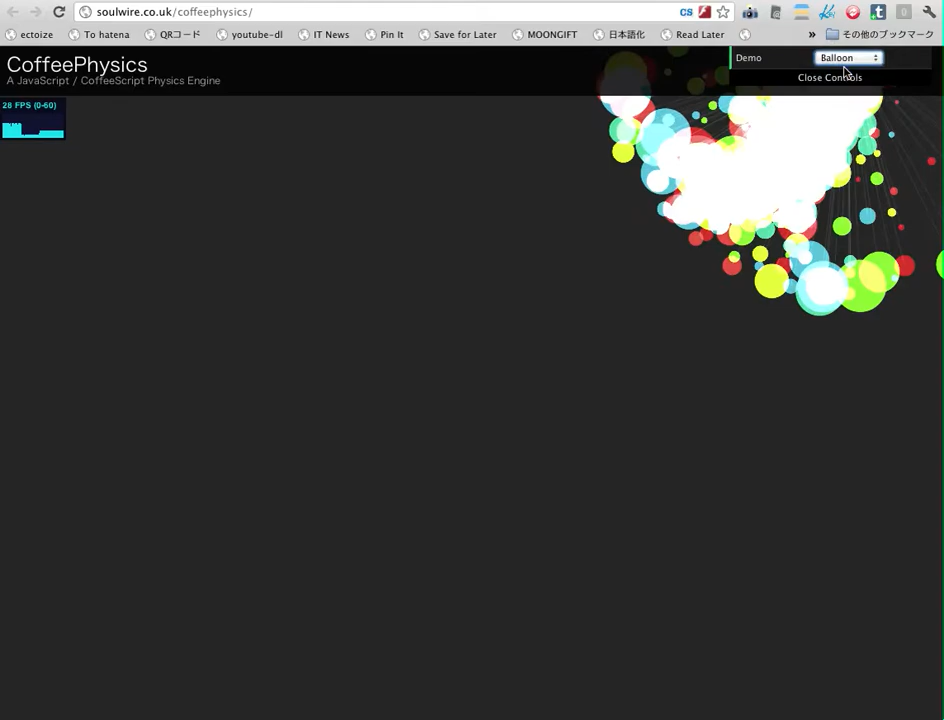 soulwire.co.uk/coffeephysics/
ectoize To hatena QRコード youtube-dl IT News Pin It Save for Later MOONGIFT 日本語化 Read Later » その他のブックマーク
CoffeePhysics
A JavaScript / CoffeeScript Physics Engine
Demo Balloon
Close Controls
28 FPS (0-60)